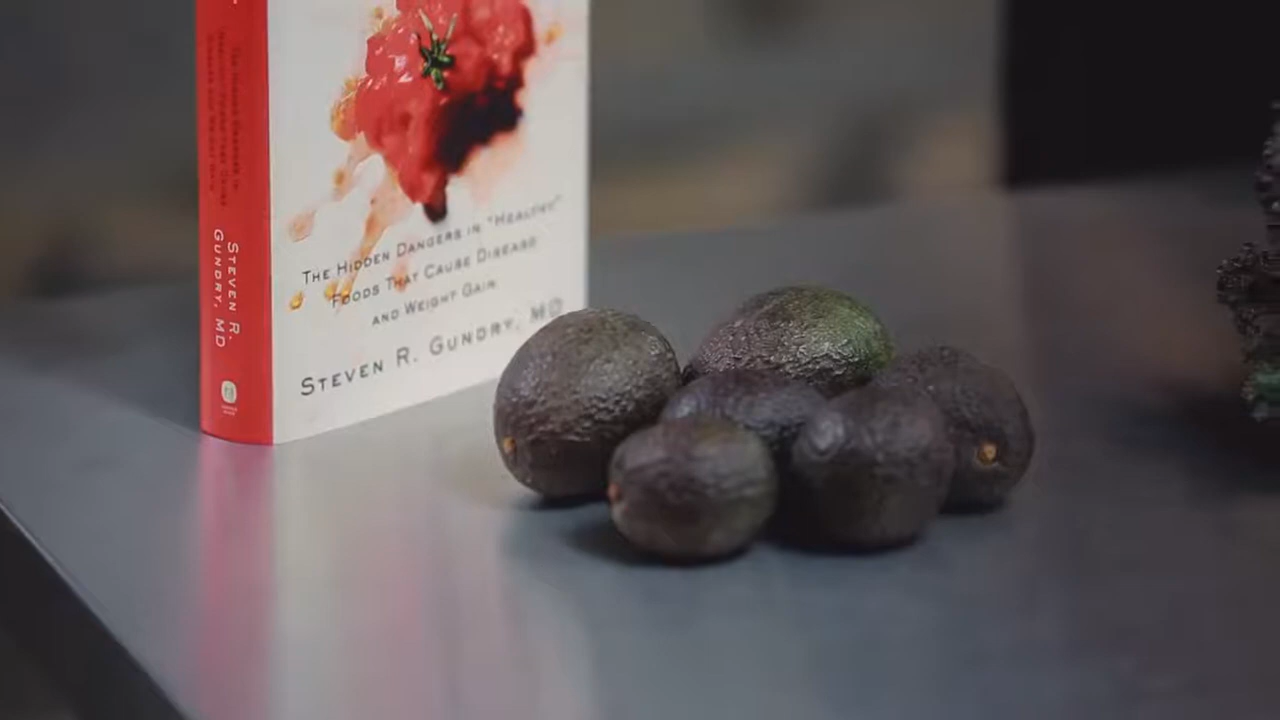 STEVEN R.
GUNDRY, MD
THE HIDDEN DANGERS IN "HEALTHY"
FOODS THAT CAUSE DISEASE
AND WEIGHT GAIN
STEVEN R. GUNDRY, MD